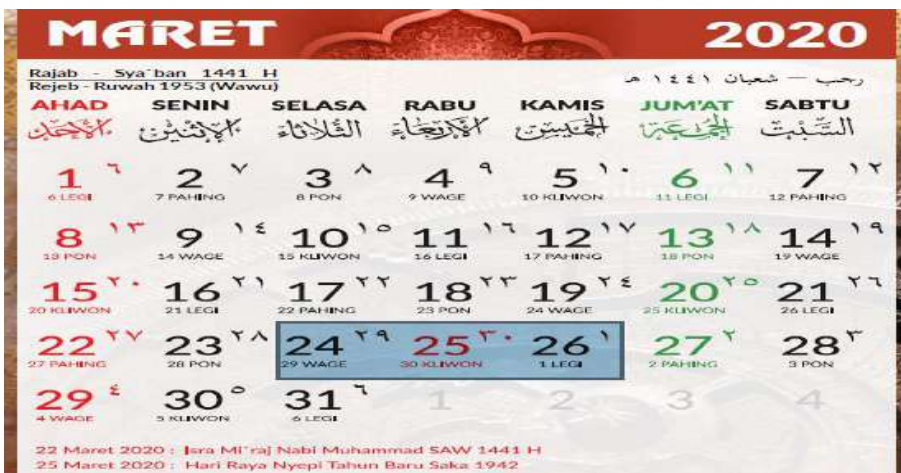 MARET 2020
Rajab - Sya`ban 1441 H
Rejeb - Ruwah 1953 (Wawu)
رجب — شعبان ١٤٤١ هـ
AHAD SENIN SELASA RABU KAMIS JUM'AT SABTU
الأحد الإثنين الثلاثاء الأربعاء الخميس الجمعة السبت
1 ٦ 2 ٧ 3 ٨ 4 ٩ 5 ١٠ 6 ١١ 7 ١٢
6 LEGI 7 PAHING 8 PON 9 WAGE 10 KLIWON 11 LEGI 12 PAHING
8 ١٣ 9 ١٤ 10 ١٥ 11 ١٦ 12 ١٧ 13 ١٨ 14 ١٩
13 PON 14 WAGE 15 KLIWON 16 LEGI 17 PAHING 18 PON 19 WAGE
15 ٢٠ 16 ٢١ 17 ٢٢ 18 ٢٣ 19 ٢٤ 20 ٢٥ 21 ٢٦
20 KLIWON 21 LEGI 22 PAHING 23 PON 24 WAGE 25 KLIWON 26 LEGI
22 ٢٧ 23 ٢٨ 24 ٢٩ 25 ٣٠ 26 ١ 27 ٢ 28 ٣
27 PAHING 28 PON 29 WAGE 30 KLIWON 1 LEGI 2 PAHING 3 PON
29 ٤ 30 ٥ 31 ٦ 1 2 3 4
4 WAGE 5 KLIWON 6 LEGI
22 Maret 2020 : Isra Mi`raj Nabi Muhammad SAW 1441 H
25 Maret 2020 : Hari Raya Nyepi Tahun Baru Saka 1942